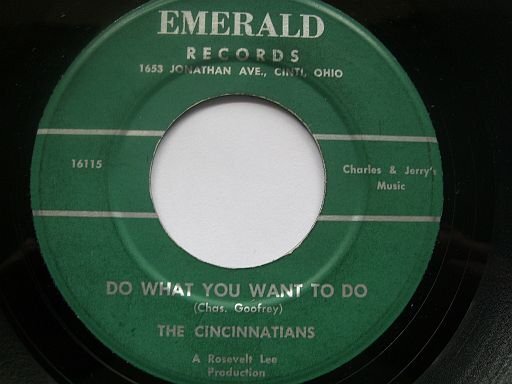 EMERALD
RECORDS
1653 JONATHAN AVE., CINTI, OHIO
16115
Charles & Jerry's
Music
DO WHAT YOU WANT TO DO
(Chas. Goofrey)
THE CINCINNATIANS
A Rosevelt Lee
Production